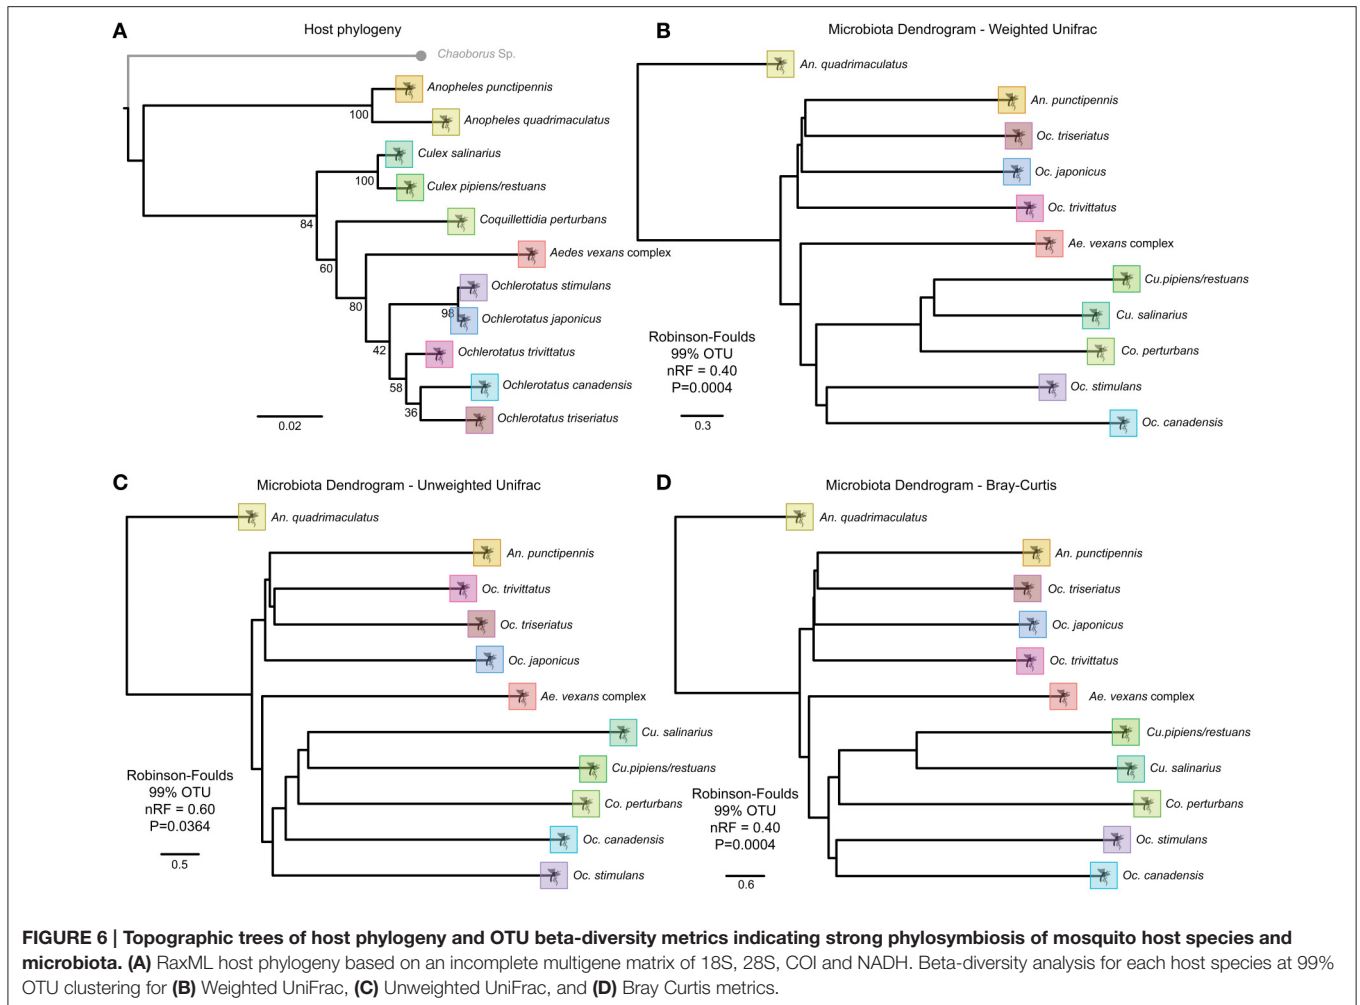 A
Host phylogeny
Chaoborus Sp.
Anopheles punctipennis
100
Anopheles quadrimaculatus
Culex salinarius
100
Culex pipiens/restuans
84
Coquillettidia perturbans
60
Aedes vexans complex
80
Ochlerotatus stimulans
98
Ochlerotatus japonicus
42
Ochlerotatus trivittatus
58
Ochlerotatus canadensis
36
Ochlerotatus triseriatus
0.02
B
Microbiota Dendrogram - Weighted Unifrac
An. quadrimaculatus
An. punctipennis
Oc. triseriatus
Oc. japonicus
Oc. trivittatus
Ae. vexans complex
Cu.pipiens/restuans
Cu. salinarius
Co. perturbans
Oc. stimulans
Oc. canadensis
Robinson-Foulds
99% OTU
nRF = 0.40
P=0.0004
0.3
C
Microbiota Dendrogram - Unweighted Unifrac
An. quadrimaculatus
An. punctipennis
Oc. trivittatus
Oc. triseriatus
Oc. japonicus
Ae. vexans complex
Cu. salinarius
Cu.pipiens/restuans
Co. perturbans
Oc. canadensis
Oc. stimulans
Robinson-Foulds
99% OTU
nRF = 0.60
P=0.0364
0.5
D
Microbiota Dendrogram - Bray-Curtis
An. quadrimaculatus
An. punctipennis
Oc. triseriatus
Oc. japonicus
Oc. trivittatus
Ae. vexans complex
Cu.pipiens/restuans
Cu. salinarius
Co. perturbans
Oc. stimulans
Oc. canadensis
Robinson-Foulds
99% OTU
nRF = 0.40
P=0.0004
0.6
FIGURE 6 | Topographic trees of host phylogeny and OTU beta-diversity metrics indicating strong phylosymbiosis of mosquito host species and
microbiota. (A) RaxML host phylogeny based on an incomplete multigene matrix of 18S, 28S, COI and NADH. Beta-diversity analysis for each host species at 99%
OTU clustering for (B) Weighted UniFrac, (C) Unweighted UniFrac, and (D) Bray Curtis metrics.